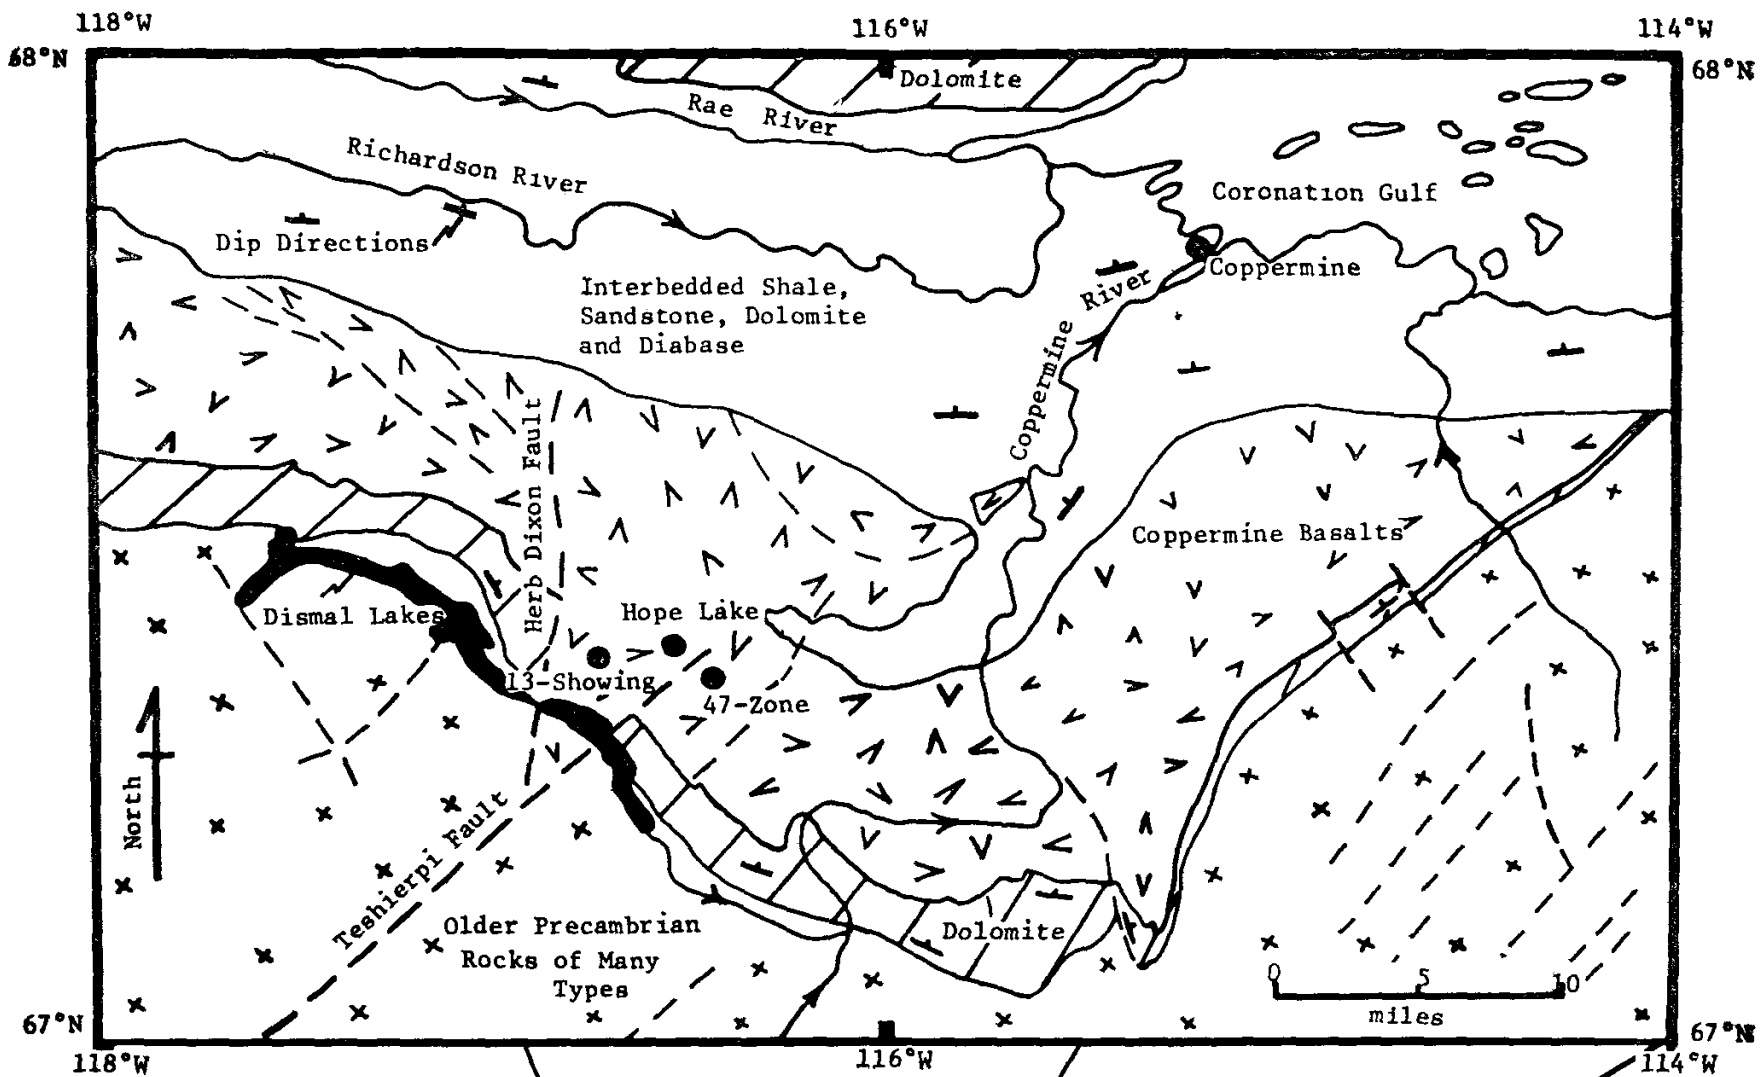 118°W 116°W 114°W
68°N 68°N
Dolomite
Rae River
Richardson River
Coronation Gulf
Dip Directions
Coppermine
Interbedded Shale,
Sandstone, Dolomite
and Diabase
Coppermine River
Herb Dixon Fault
Coppermine Basalts
Hope Lake
Dismal Lakes
13-Showing
47-Zone
North
Teshierpi Fault
Older Precambrian
Rocks of Many
Types
Dolomite
0 5 10
miles
67°N 67°N
118°W 116°W 114°W